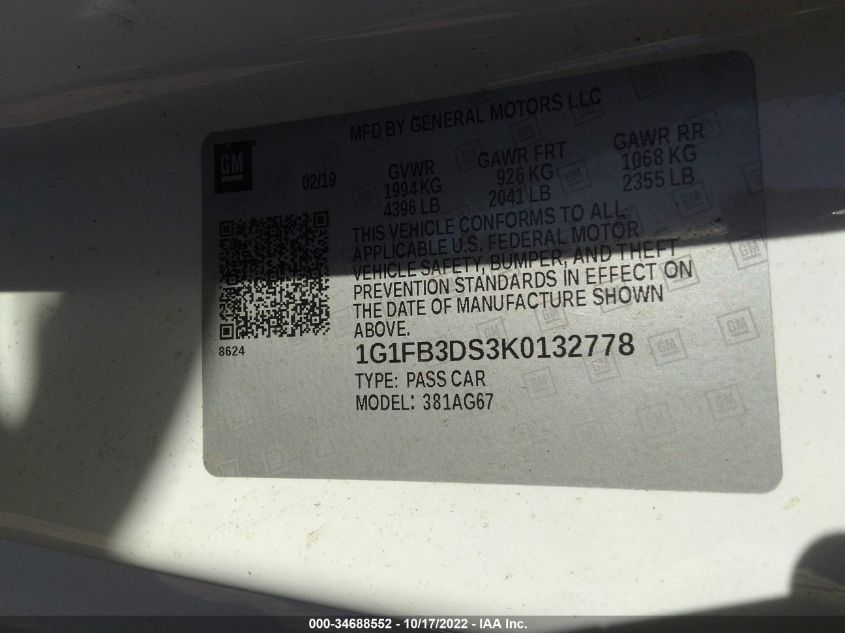 MFD BY GENERAL MOTORS LLC
GM
02/19
GVWR GAWR FRT GAWR RR
1994 KG 926 KG 1068 KG
4396 LB 2041 LB 2355 LB
THIS VEHICLE CONFORMS TO ALL
APPLICABLE U.S. FEDERAL MOTOR
VEHICLE SAFETY, BUMPER, AND THEFT
PREVENTION STANDARDS IN EFFECT ON
THE DATE OF MANUFACTURE SHOWN
ABOVE.
8624
1G1FB3DS3K0132778
TYPE: PASS CAR
MODEL: 381AG67
000-34688552 - 10/17/2022 - IAA Inc.